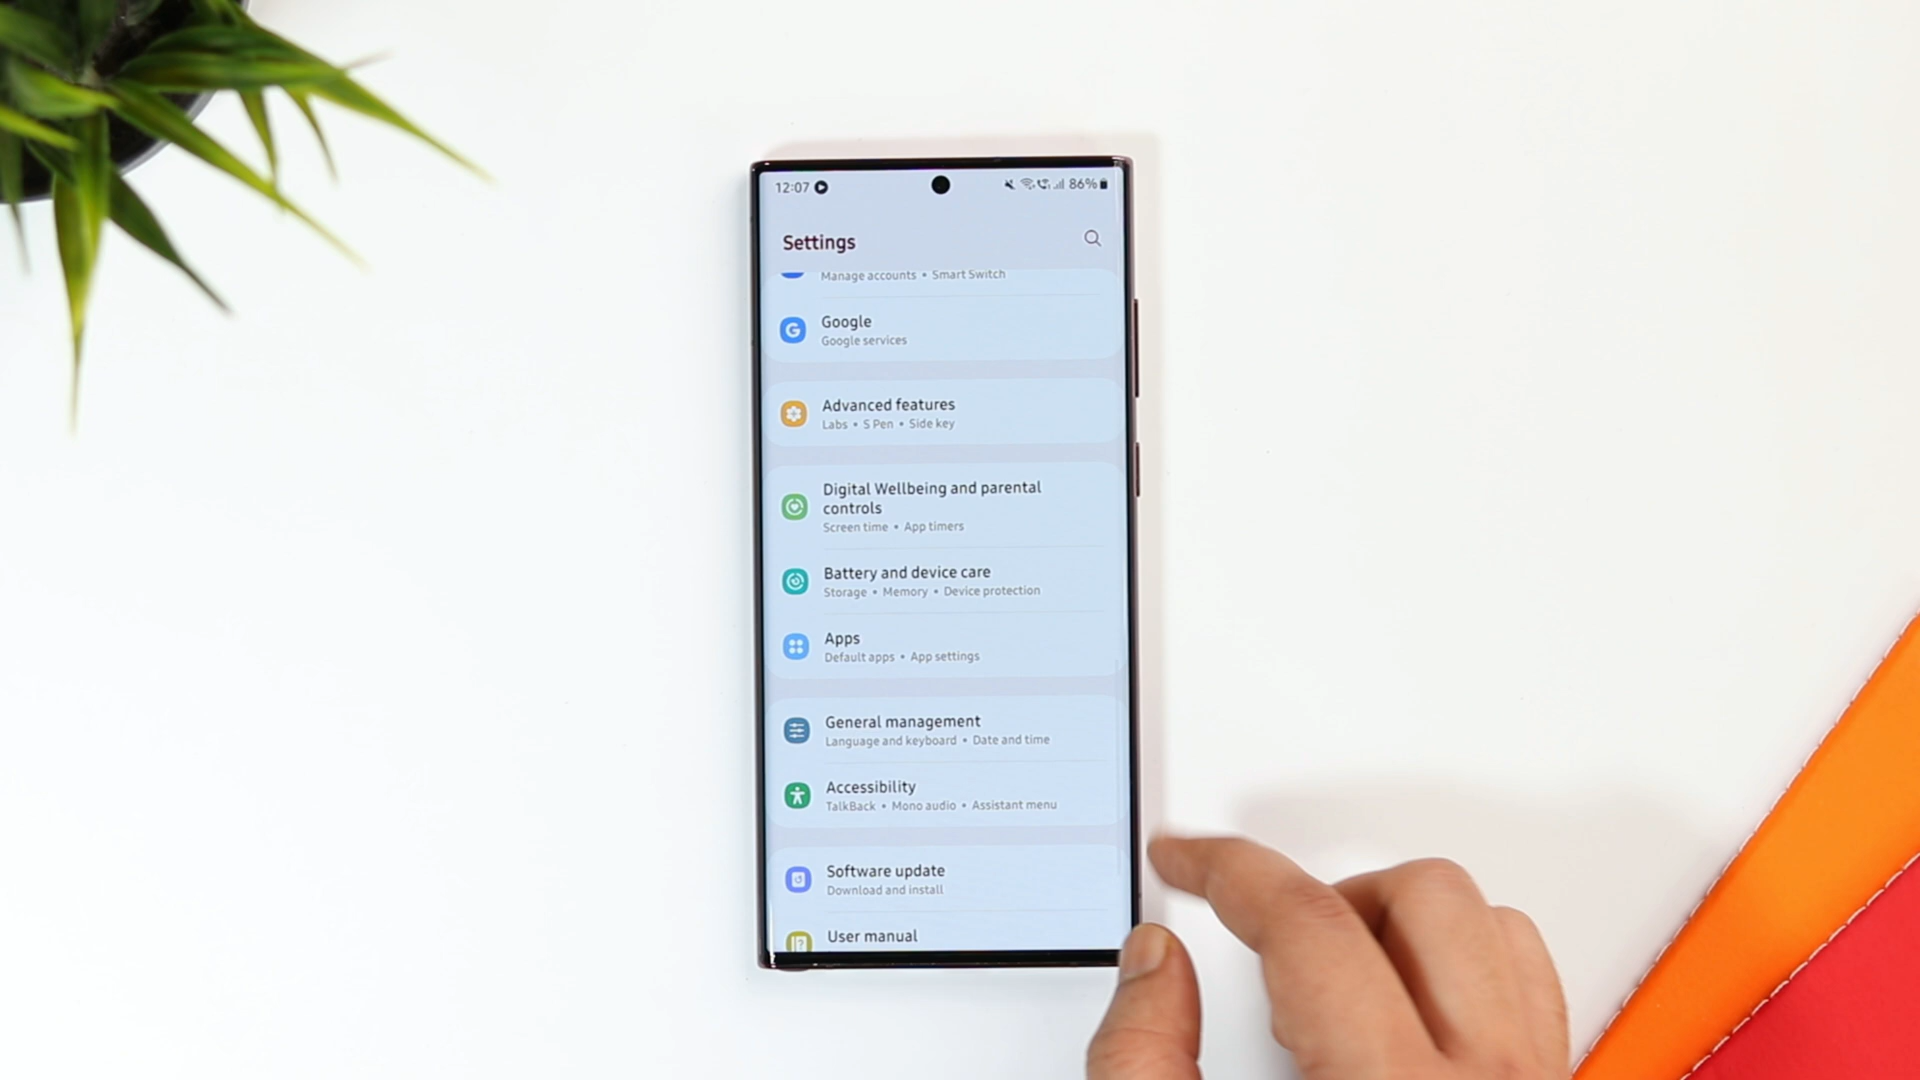 12:07
86%
Settings
Manage accounts • Smart Switch
Google
Google services
Advanced features
Labs • S Pen • Side key
Digital Wellbeing and parental
controls
Screen time • App timers
Battery and device care
Storage • Memory • Device protection
Apps
Default apps • App settings
General management
Language and keyboard • Date and time
Accessibility
TalkBack • Mono audio • Assistant menu
Software update
Download and install
User manual